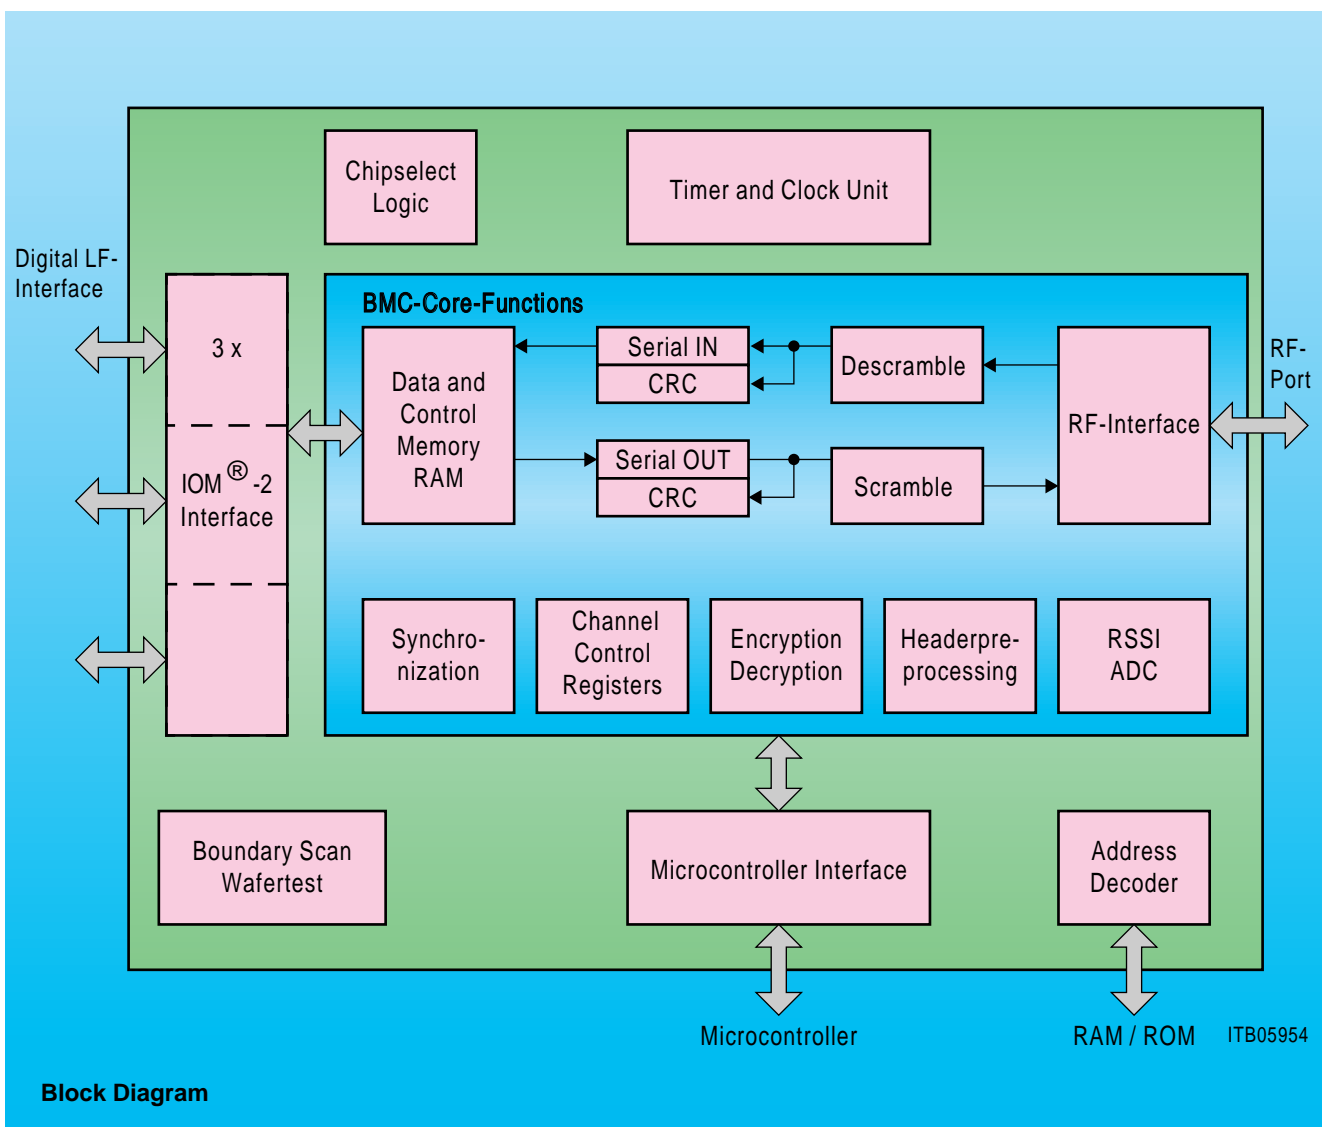 Chipselect
Logic
Timer and Clock Unit
Digital LF-
Interface
3 x
IOM®-2
Interface
BMC-Core-Functions
Data and
Control
Memory
RAM
Serial IN
CRC
Descramble
Serial OUT
CRC
Scramble
RF-Interface
RF-
Port
Synchro-
nization
Channel
Control
Registers
Encryption
Decryption
Headerpre-
processing
RSSI
ADC
Boundary Scan
Wafertest
Microcontroller Interface
Address
Decoder
Microcontroller
RAM / ROM
ITB05954
Block Diagram